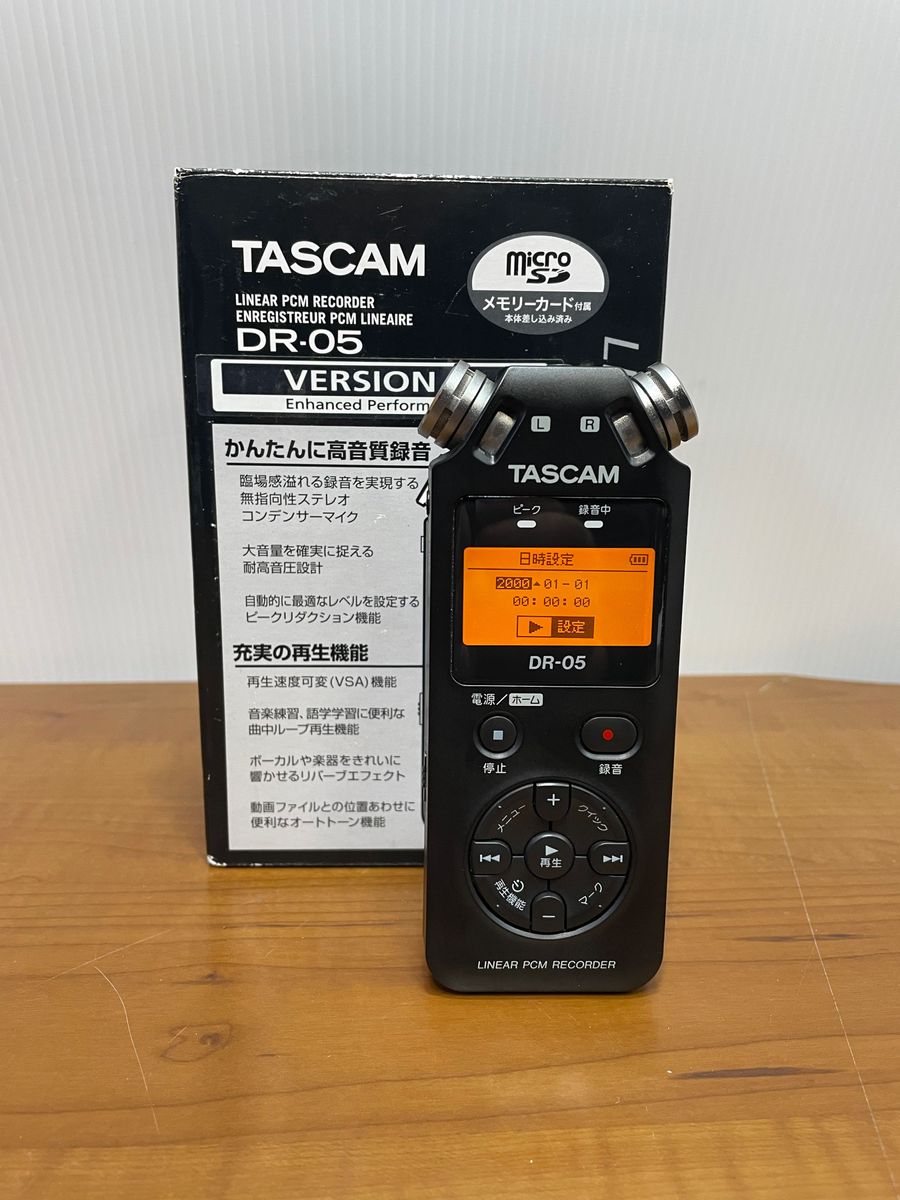 TASCAM
LINEAR PCM RECORDER
ENREGISTREUR PCM LINEAIRE
DR-05
micro
SD
メモリーカード付属
本体差し込み済み
VERSION
Enhanced Perform
かんたんに高音質録音
臨場感溢れる録音を実現する
無指向性ステレオ
コンデンサーマイク
大音量を確実に捉える
耐高音圧設計
自動的に最適なレベルを設定する
ピークリダクション機能
充実の再生機能
再生速度可変(VSA)機能
音楽練習、語学学習に便利な
曲中ループ再生機能
ボーカルや楽器をきれいに
響かせるリバーブエフェクト
動画ファイルとの位置あわせに
便利なオートトーン機能
L R
TASCAM
ピーク 録音中
日時設定
2000 01-01
00:00:00
設定
DR-05
電源/ホーム
停止 録音
メニュー + クイック
再生
再生機能 - マーク
LINEAR PCM RECORDER